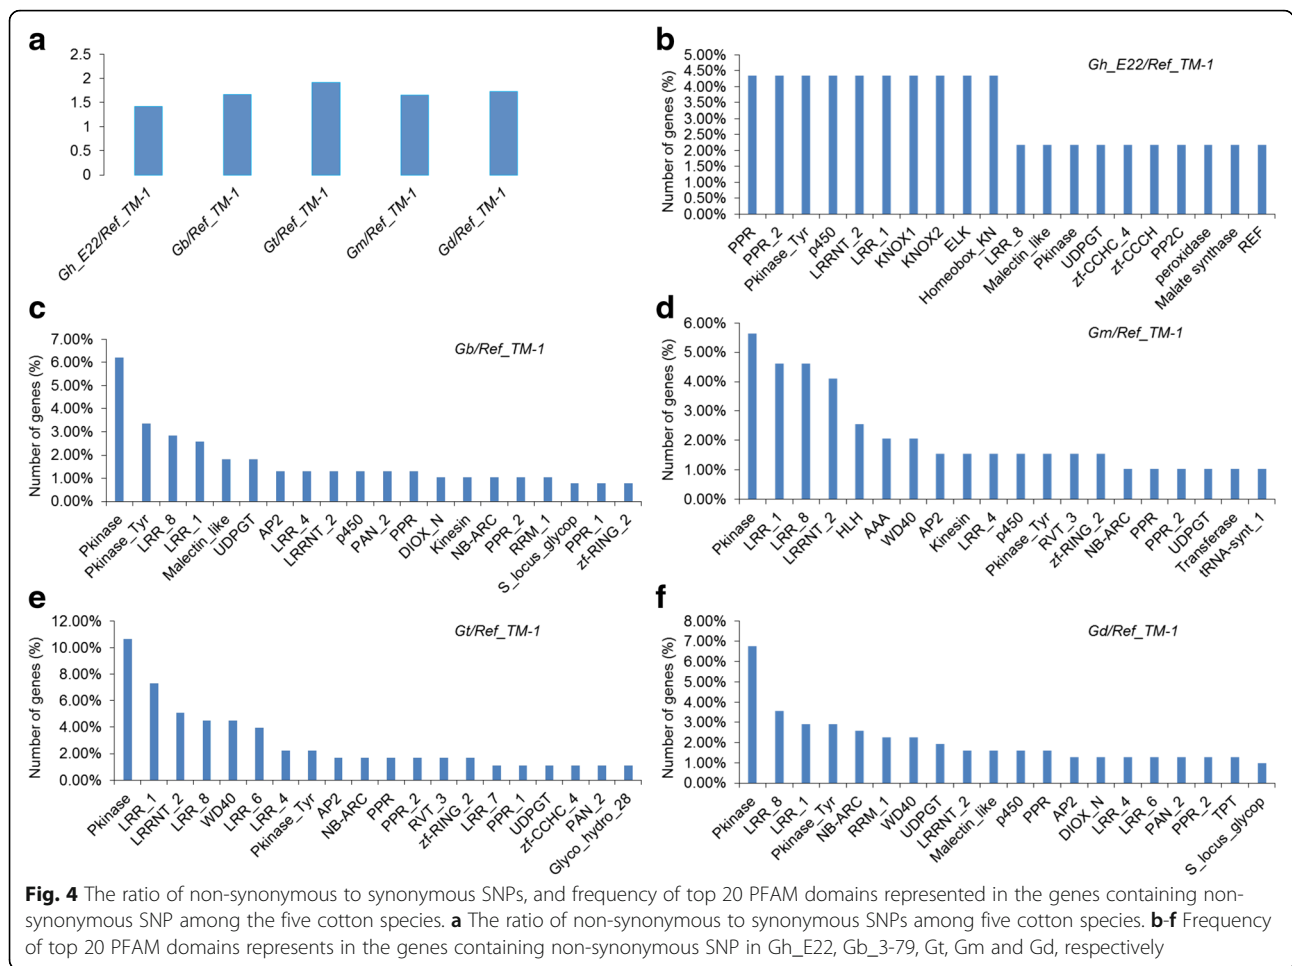 a
2.5
2
1.5
1
0.5
0
Gh_E22/Ref_TM-1
Gb/Ref_TM-1
Gt/Ref_TM-1
Gm/Ref_TM-1
Gd/Ref_TM-1
b
Gh_E22/Ref_TM-1
Number of genes (%)
5.00%
4.50%
4.00%
3.50%
3.00%
2.50%
2.00%
1.50%
1.00%
0.50%
0.00%
PPR
PPR_2
Pkinase_Tyr
p450
LRRNT_2
LRR_1
KNOX1
KNOX2
ELK
Homeobox_KN
LRR_8
Malectin_like
Pkinase
UDPGT
zf-CCHC_4
zf-CCCH
PP2C
peroxidase
Malate synthase
REF
c
Gb/Ref_TM-1
Number of genes (%)
7.00%
6.00%
5.00%
4.00%
3.00%
2.00%
1.00%
0.00%
Pkinase
Pkinase_Tyr
LRR_8
LRR_1
Malectin_like
UDPGT
AP2
LRR_4
LRRNT_2
p450
PAN_2
PPR
DIOX_N
Kinesin
NB-ARC
PPR_2
RRM_1
S_locus_glycop
PPR_1
zf-RING_2
d
Gm/Ref_TM-1
Number of genes (%)
6.00%
5.00%
4.00%
3.00%
2.00%
1.00%
0.00%
Pkinase
LRR_1
LRR_8
LRRNT_2
HLH
AAA
WD40
AP2
Kinesin
LRR_4
p450
Pkinase_Tyr
RVT_3
zf-RING_2
NB-ARC
PPR
PPR_2
UDPGT
Transferase
tRNA-synt_1
e
Gt/Ref_TM-1
Number of genes (%)
12.00%
10.00%
8.00%
6.00%
4.00%
2.00%
0.00%
Pkinase
LRR_1
LRRNT_2
LRR_8
WD40
LRR_6
LRR_4
Pkinase_Tyr
AP2
NB-ARC
PPR
PPR_2
RVT_3
zf-RING_2
LRR_7
PPR_1
UDPGT
zf-CCHC_4
PAN_2
Glyco_hydro_28
f
Gd/Ref_TM-1
Number of genes (%)
8.00%
7.00%
6.00%
5.00%
4.00%
3.00%
2.00%
1.00%
0.00%
Pkinase
LRR_8
LRR_1
Pkinase_Tyr
NB-ARC
RRM_1
WD40
UDPGT
LRRNT_2
Malectin_like
p450
PPR
AP2
DIOX_N
LRR_4
LRR_6
PAN_2
PPR_2
TPT
S_locus_glycop
Fig. 4 The ratio of non-synonymous to synonymous SNPs, and frequency of top 20 PFAM domains represented in the genes containing non-
synonymous SNP among the five cotton species. a The ratio of non-synonymous to synonymous SNPs among five cotton species. b-f Frequency
of top 20 PFAM domains represents in the genes containing non-synonymous SNP in Gh_E22, Gb_3-79, Gt, Gm and Gd, respectively